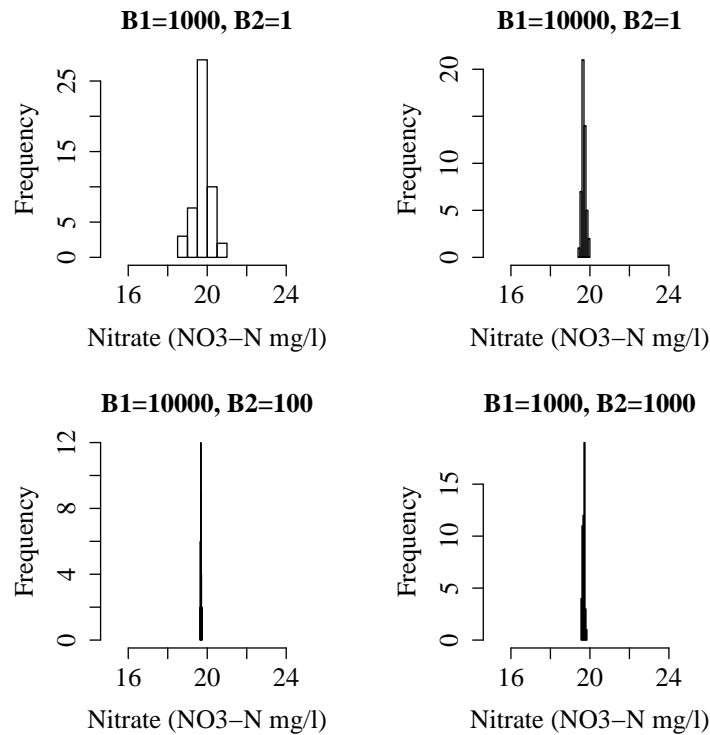 B1=1000, B2=1
Frequency
0 5 15 25
16 20 24
Nitrate (NO3−N mg/l)
B1=10000, B2=1
Frequency
0 5 10 20
16 20 24
Nitrate (NO3−N mg/l)
B1=10000, B2=100
Frequency
0 4 8 12
16 20 24
Nitrate (NO3−N mg/l)
B1=1000, B2=1000
Frequency
0 5 10 15
16 20 24
Nitrate (NO3−N mg/l)